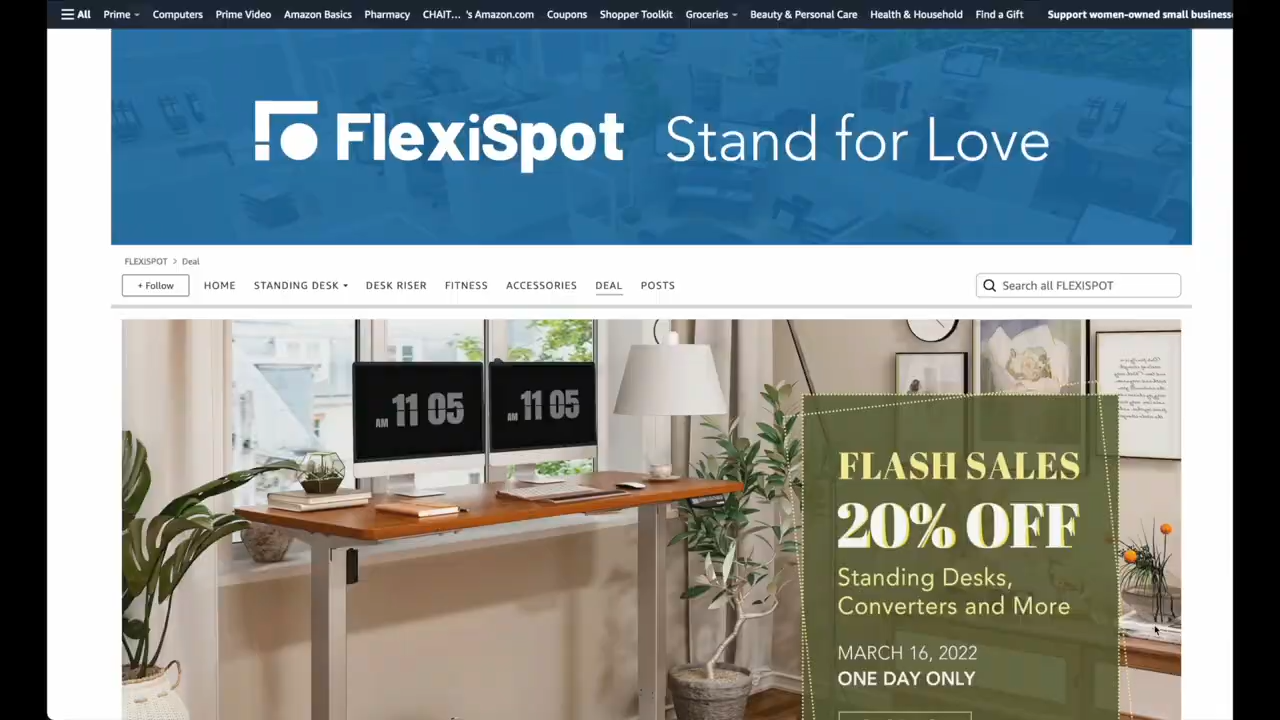 All Prime Computers Prime Video Amazon Basics Pharmacy CHAIT... 's Amazon.com Coupons Shopper Toolkit Groceries Beauty & Personal Care Health & Household Find a Gift Support women-owned small business
FlexiSpot Stand for Love
FLEXISPOT > Deal
+ Follow HOME STANDING DESK DESK RISER FITNESS ACCESSORIES DEAL POSTS Search all FLEXISPOT
AM 11 05 AM 11 05
FLASH SALES
20% OFF
Standing Desks,
Converters and More
MARCH 16, 2022
ONE DAY ONLY